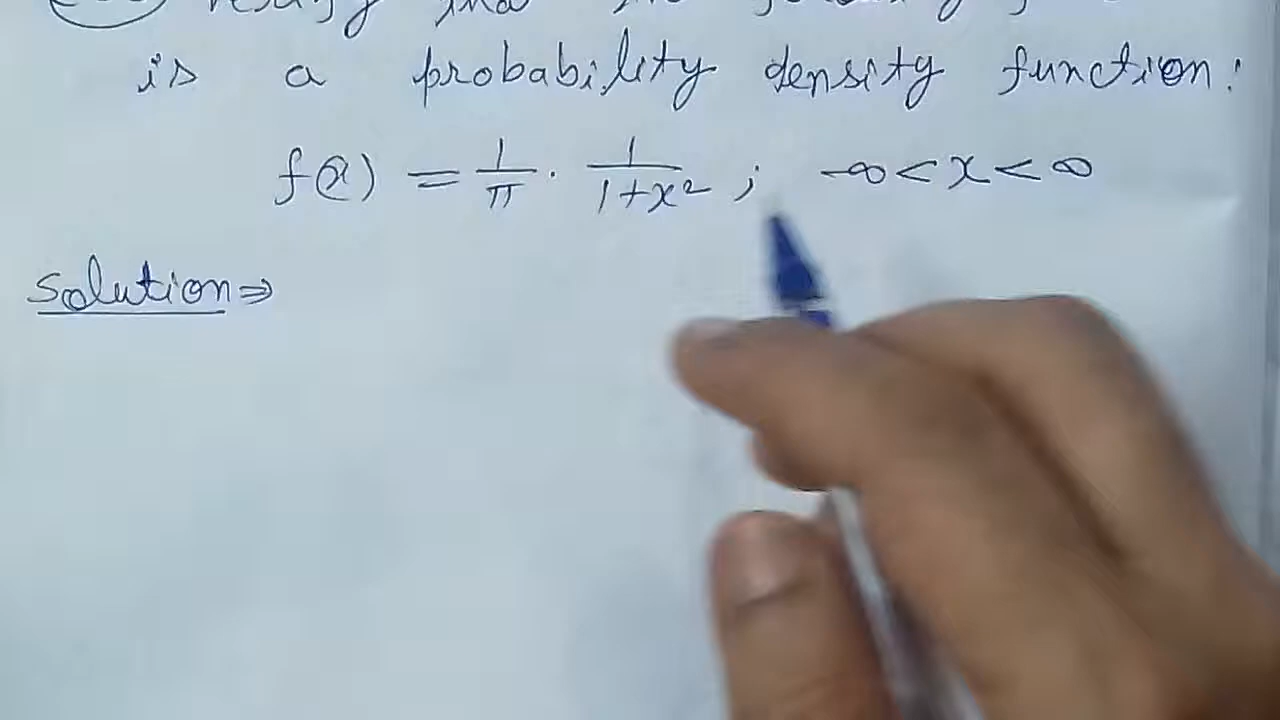 is a probability density function:
f(x) = 1/π · 1/1+x² ; -∞ < x < ∞
Solution ⇒